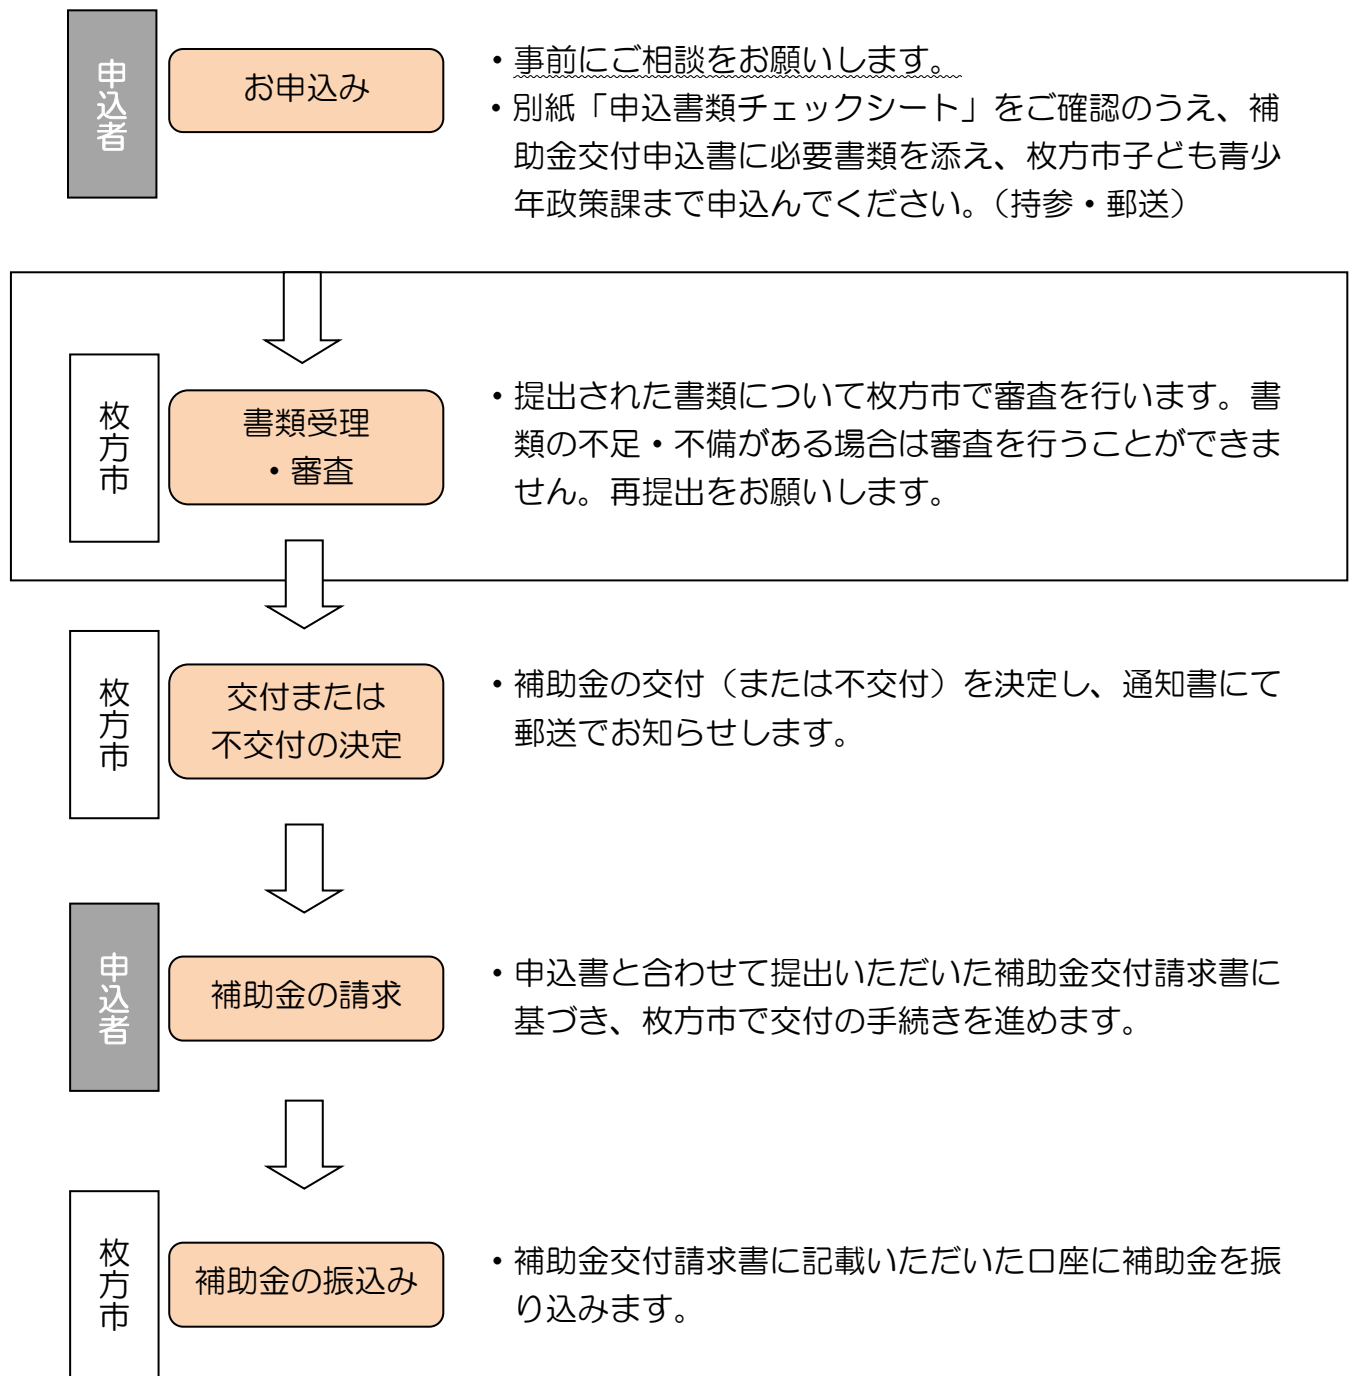 申込者
お申込み
・事前にご相談をお願いします。
・別紙「申込書類チェックシート」をご確認のうえ、補
助金交付申込書に必要書類を添え、枚方市子ども青少
年政策課まで申込んでください。（持参・郵送）
枚方市
書類受理
・審査
・提出された書類について枚方市で審査を行います。書
類の不足・不備がある場合は審査を行うことができま
せん。再提出をお願いします。
枚方市
交付または
不交付の決定
・補助金の交付（または不交付）を決定し、通知書にて
郵送でお知らせします。
申込者
補助金の請求
・申込書と合わせて提出いただいた補助金交付請求書に
基づき、枚方市で交付の手続きを進めます。
枚方市
補助金の振込み
・補助金交付請求書に記載いただいた口座に補助金を振
り込みます。